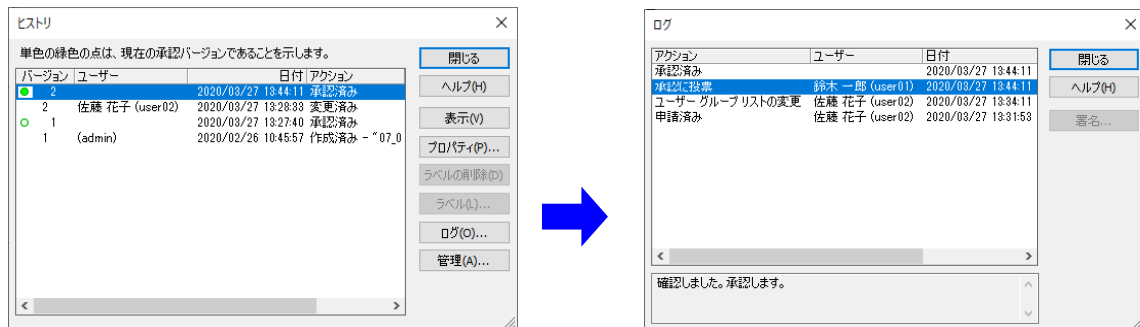 ヒストリ
単色の緑色の点は、現在の承認バージョンであることを示します。
バージョン ユーザー 日付 アクション
2 2020/03/27 13:44:11 承認済み
2 佐藤 花子 (user02) 2020/03/27 13:28:33 変更済み
1 2020/03/27 13:27:40 承認済み
1 (admin) 2020/02/26 10:45:57 作成済み - "07_0
閉じる
ヘルプ(H)
表示(V)
プロパティ(P)...
ラベルの削除(D)
ラベル(L)...
ログ(O)...
管理(A)...
ログ
アクション ユーザー 日付
承認済み 2020/03/27 13:44:11
承認に投票 鈴木 一郎 (user01) 2020/03/27 13:44:11
ユーザー グループ リストの変更 佐藤 花子 (user02) 2020/03/27 13:34:11
申請済み 佐藤 花子 (user02) 2020/03/27 13:31:53
閉じる
ヘルプ(H)
署名...
確認しました。承認します。